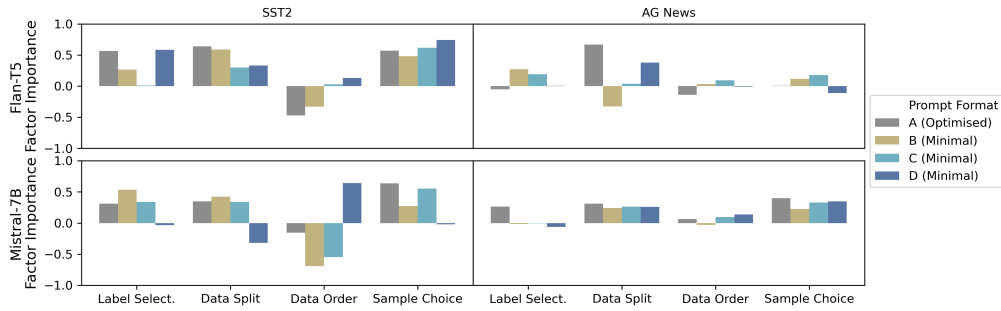 SST2
AG News
Flan-T5
Factor Importance
1.0
0.5
0.0
−0.5
−1.0
Prompt Format
A (Optimised)
B (Minimal)
C (Minimal)
D (Minimal)
Mistral-7B
Factor Importance
1.0
0.5
0.0
−0.5
−1.0
Label Select.
Data Split
Data Order
Sample Choice
Label Select.
Data Split
Data Order
Sample Choice